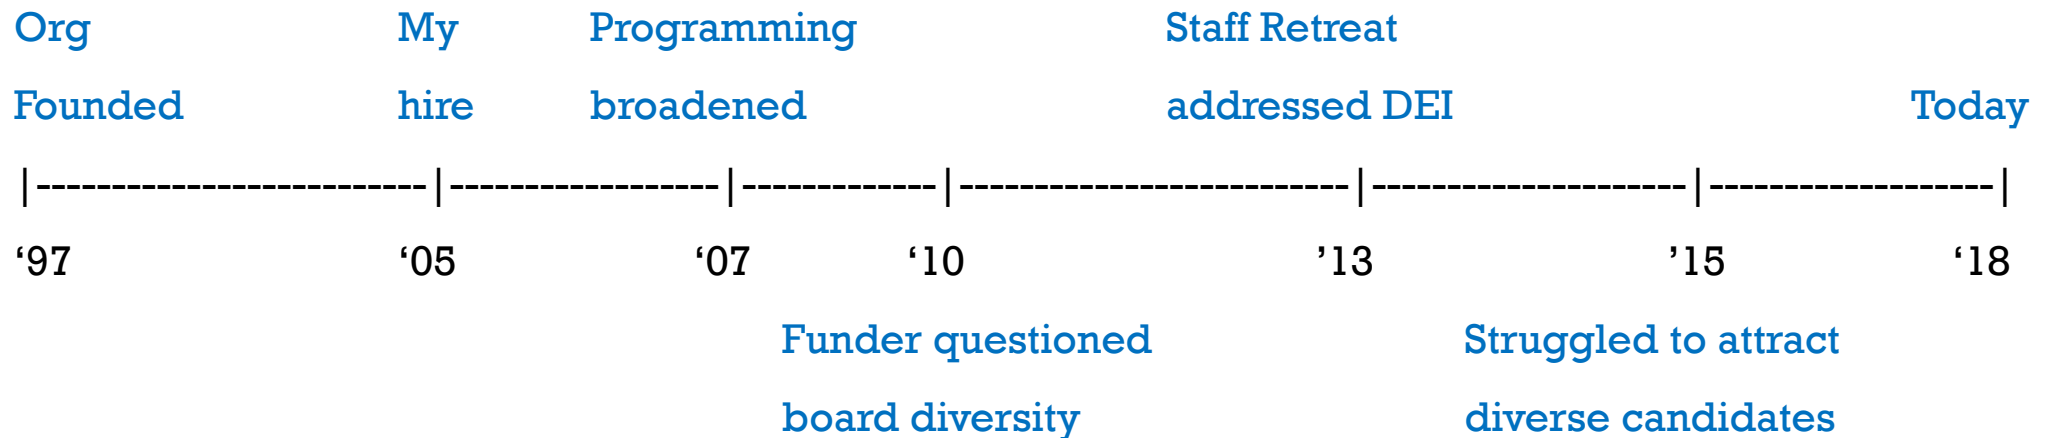 Org My Programming Staff Retreat
Founded hire broadened addressed DEI Today
|--------------------------|------------------|-------------|--------------------------|---------------------|-------------------|
‘97 ‘05 ‘07 ‘10 ’13 ’15 ‘18
Funder questioned Struggled to attract
board diversity diverse candidates